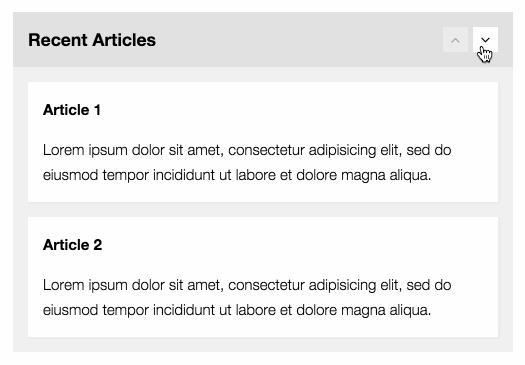 Recent Articles
Article 1
Lorem ipsum dolor sit amet, consectetur adipisicing elit, sed do
eiusmod tempor incididunt ut labore et dolore magna aliqua.
Article 2
Lorem ipsum dolor sit amet, consectetur adipisicing elit, sed do
eiusmod tempor incididunt ut labore et dolore magna aliqua.